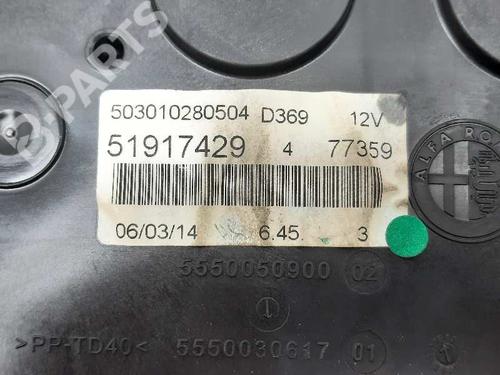 B-PARTS
503010280504 D369 12V
51917429 4 77359
06/03/14 6.45. 3
ALFA RO
5550050900 02
1
>PP-TD40< 5550030617 01